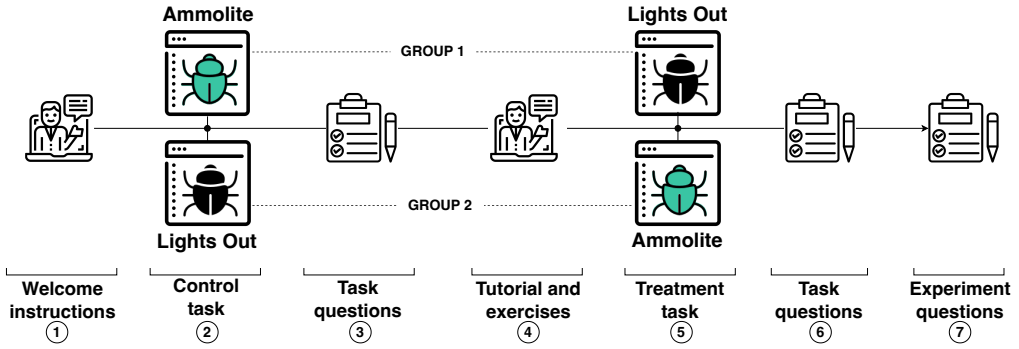 Ammolite
Lights Out
GROUP 1
GROUP 2
Lights Out
Ammolite
Welcome
instructions
1
Control
task
2
Task
questions
3
Tutorial and
exercises
4
Treatment
task
5
Task
questions
6
Experiment
questions
7